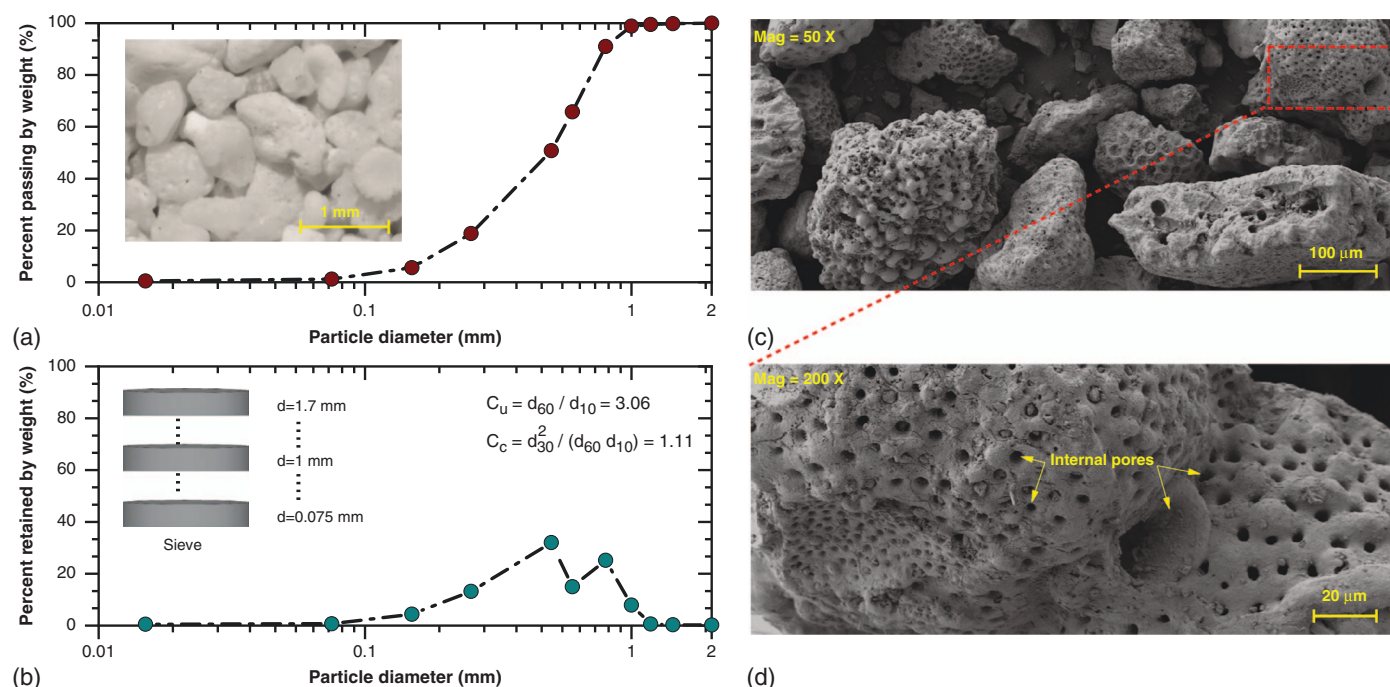 Percent passing by weight (%)
100
80
60
40
20
0
1 mm
0.01
0.1
1
2
Particle diameter (mm)
(a)
Percent retained by weight (%)
100
80
60
40
20
0
d=1.7 mm
d=1 mm
d=0.075 mm
Sieve
C_u = d_60 / d_10 = 3.06
C_c = d_30^2 / (d_60 d_10) = 1.11
0.01
0.1
1
2
Particle diameter (mm)
(b)
Mag = 50 X
100 μm
(c)
Mag = 200 X
Internal pores
20 μm
(d)